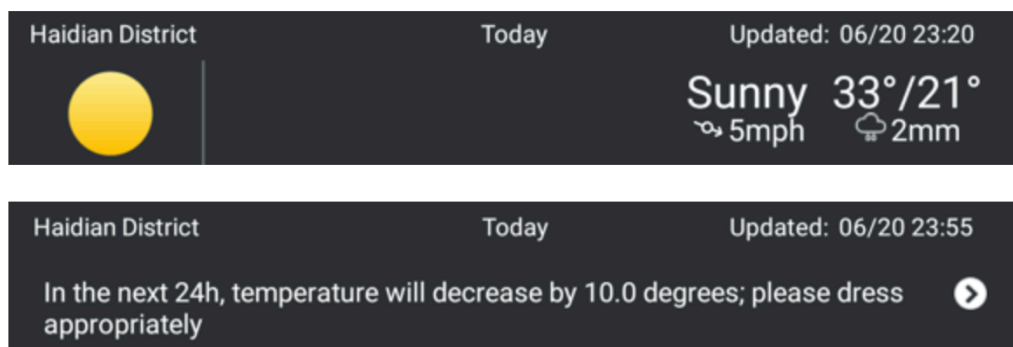 Haidian District Today Updated: 06/20 23:20
Sunny 33°/21°
5mph 2mm
Haidian District Today Updated: 06/20 23:55
In the next 24h, temperature will decrease by 10.0 degrees; please dress
appropriately